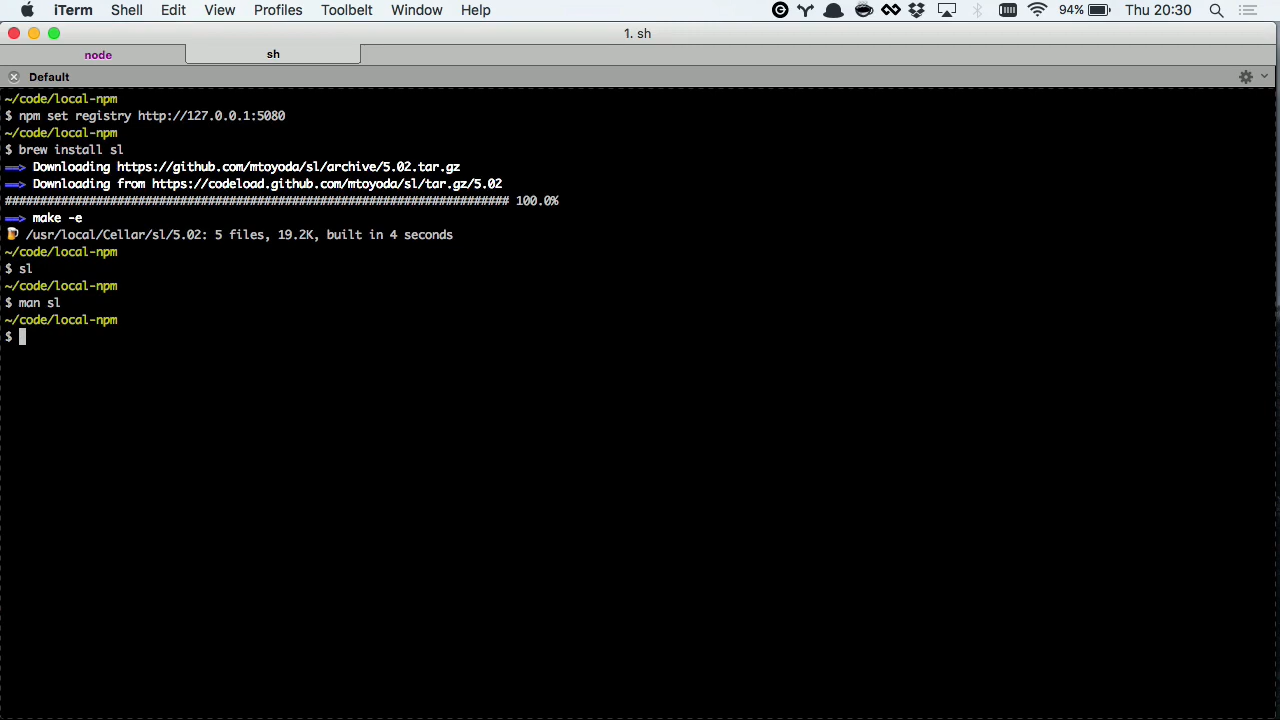 iTerm Shell Edit View Profiles Toolbelt Window Help 94% Thu 20:30
1. sh
node sh
Default
~/code/local-npm
$ npm set registry http://127.0.0.1:5080
~/code/local-npm
$ brew install sl
==> Downloading https://github.com/mtoyoda/sl/archive/5.02.tar.gz
==> Downloading from https://codeload.github.com/mtoyoda/sl/tar.gz/5.02
######################################################################## 100.0%
==> make -e
🍺 /usr/local/Cellar/sl/5.02: 5 files, 19.2K, built in 4 seconds
~/code/local-npm
$ sl
~/code/local-npm
$ man sl
~/code/local-npm
$